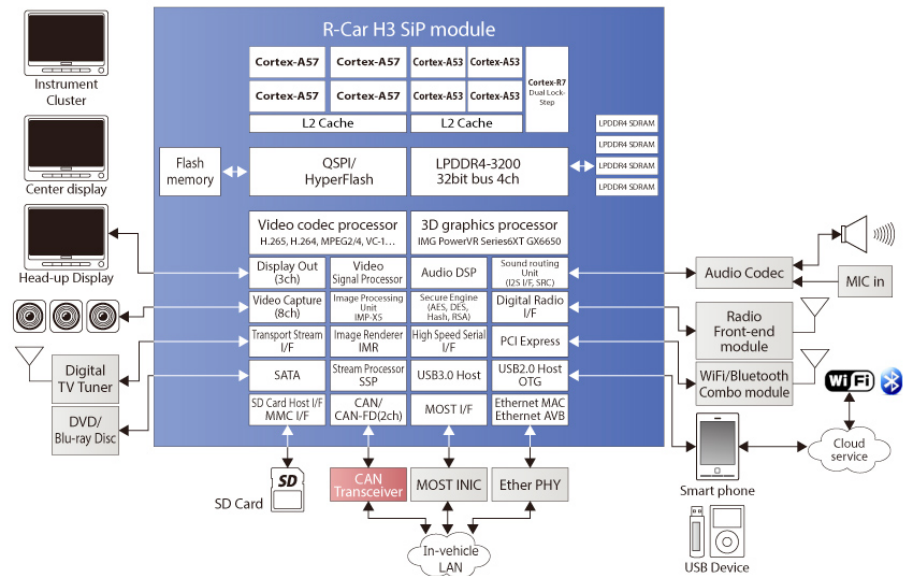 R-Car H3 SiP module
Cortex-A57
Cortex-A57
Cortex-A53
Cortex-A53
Cortex-R7
Dual Lock-
Step
Cortex-A57
Cortex-A57
Cortex-A53
Cortex-A53
L2 Cache
L2 Cache
LPDDR4 SDRAM
LPDDR4 SDRAM
LPDDR4 SDRAM
LPDDR4 SDRAM
Flash
memory
QSPI/
HyperFlash
LPDDR4-3200
32bit bus 4ch
Video codec processor
H.265, H.264, MPEG2/4, VC-1...
3D graphics processor
IMG PowerVR Series6XT GX6650
Display Out
(3ch)
Video
Signal Processor
Audio DSP
Sound routing
Unit
(I2S I/F, SRC)
Video Capture
(8ch)
Image Processing
Unit
IMP-X5
Secure Engine
(AES, DES,
Hash, RSA)
Digital Radio
I/F
Transport Stream
I/F
Image Renderer
IMR
High Speed Serial
I/F
PCI Express
SATA
Stream Processor
SSP
USB3.0 Host
USB2.0 Host
OTG
SD Card Host I/F
MMC I/F
CAN/
CAN-FD(2ch)
MOST I/F
Ethernet MAC
Ethernet AVB
Instrument
Cluster
Center display
Head-up Display
Digital
TV Tuner
DVD/
Blu-ray Disc
SD
SD Card
CAN
Transceiver
MOST INIC
Ether PHY
In-vehicle
LAN
Audio Codec
MIC in
Radio
Front-end
module
WiFi/Bluetooth
Combo module
Wi Fi
Cloud
service
Smart phone
USB Device